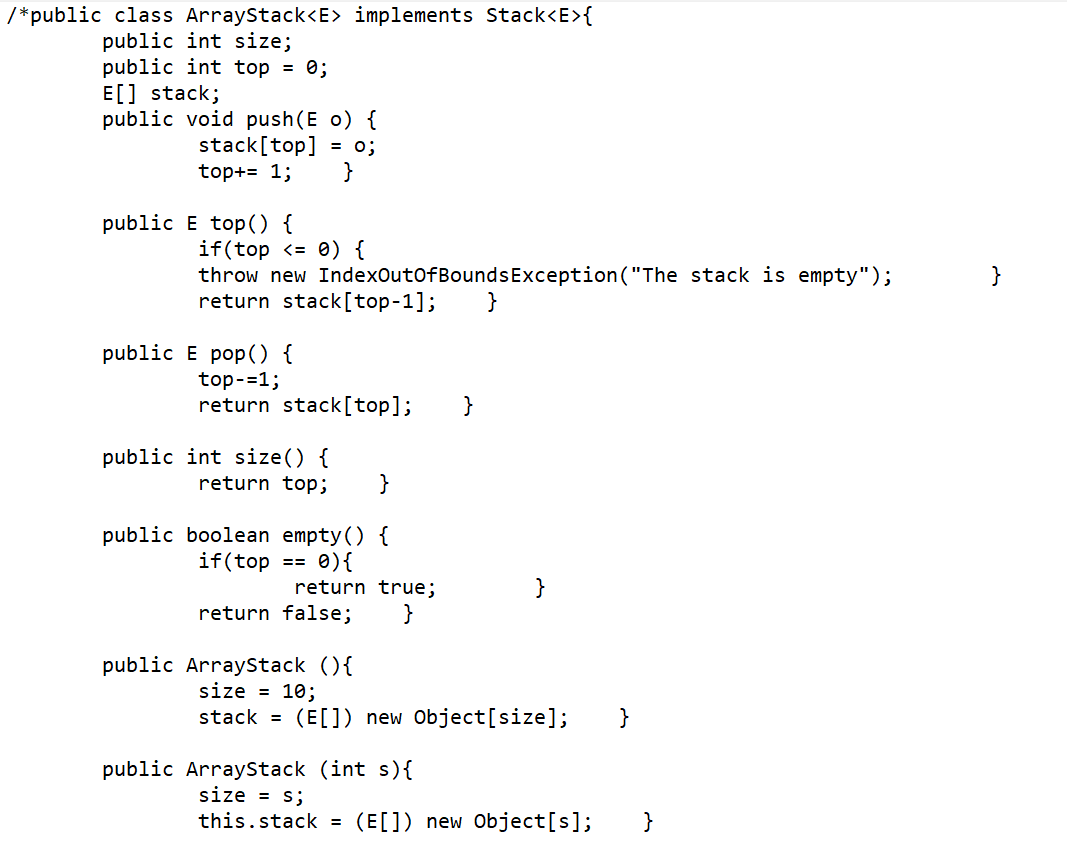 /*public class ArrayStack<E> implements Stack<E>{
        public int size;
        public int top = 0;
        E[] stack;
        public void push(E o) {
                stack[top] = o;
                top+= 1;    }

        public E top() {
                if(top <= 0) {
                throw new IndexOutOfBoundsException("The stack is empty");        }
                return stack[top-1];    }

        public E pop() {
                top-=1;
                return stack[top];    }

        public int size() {
                return top;    }

        public boolean empty() {
                if(top == 0){
                        return true;        }
                return false;    }

        public ArrayStack (){
                size = 10;
                stack = (E[]) new Object[size];    }

        public ArrayStack (int s){
                size = s;
                this.stack = (E[]) new Object[s];    }